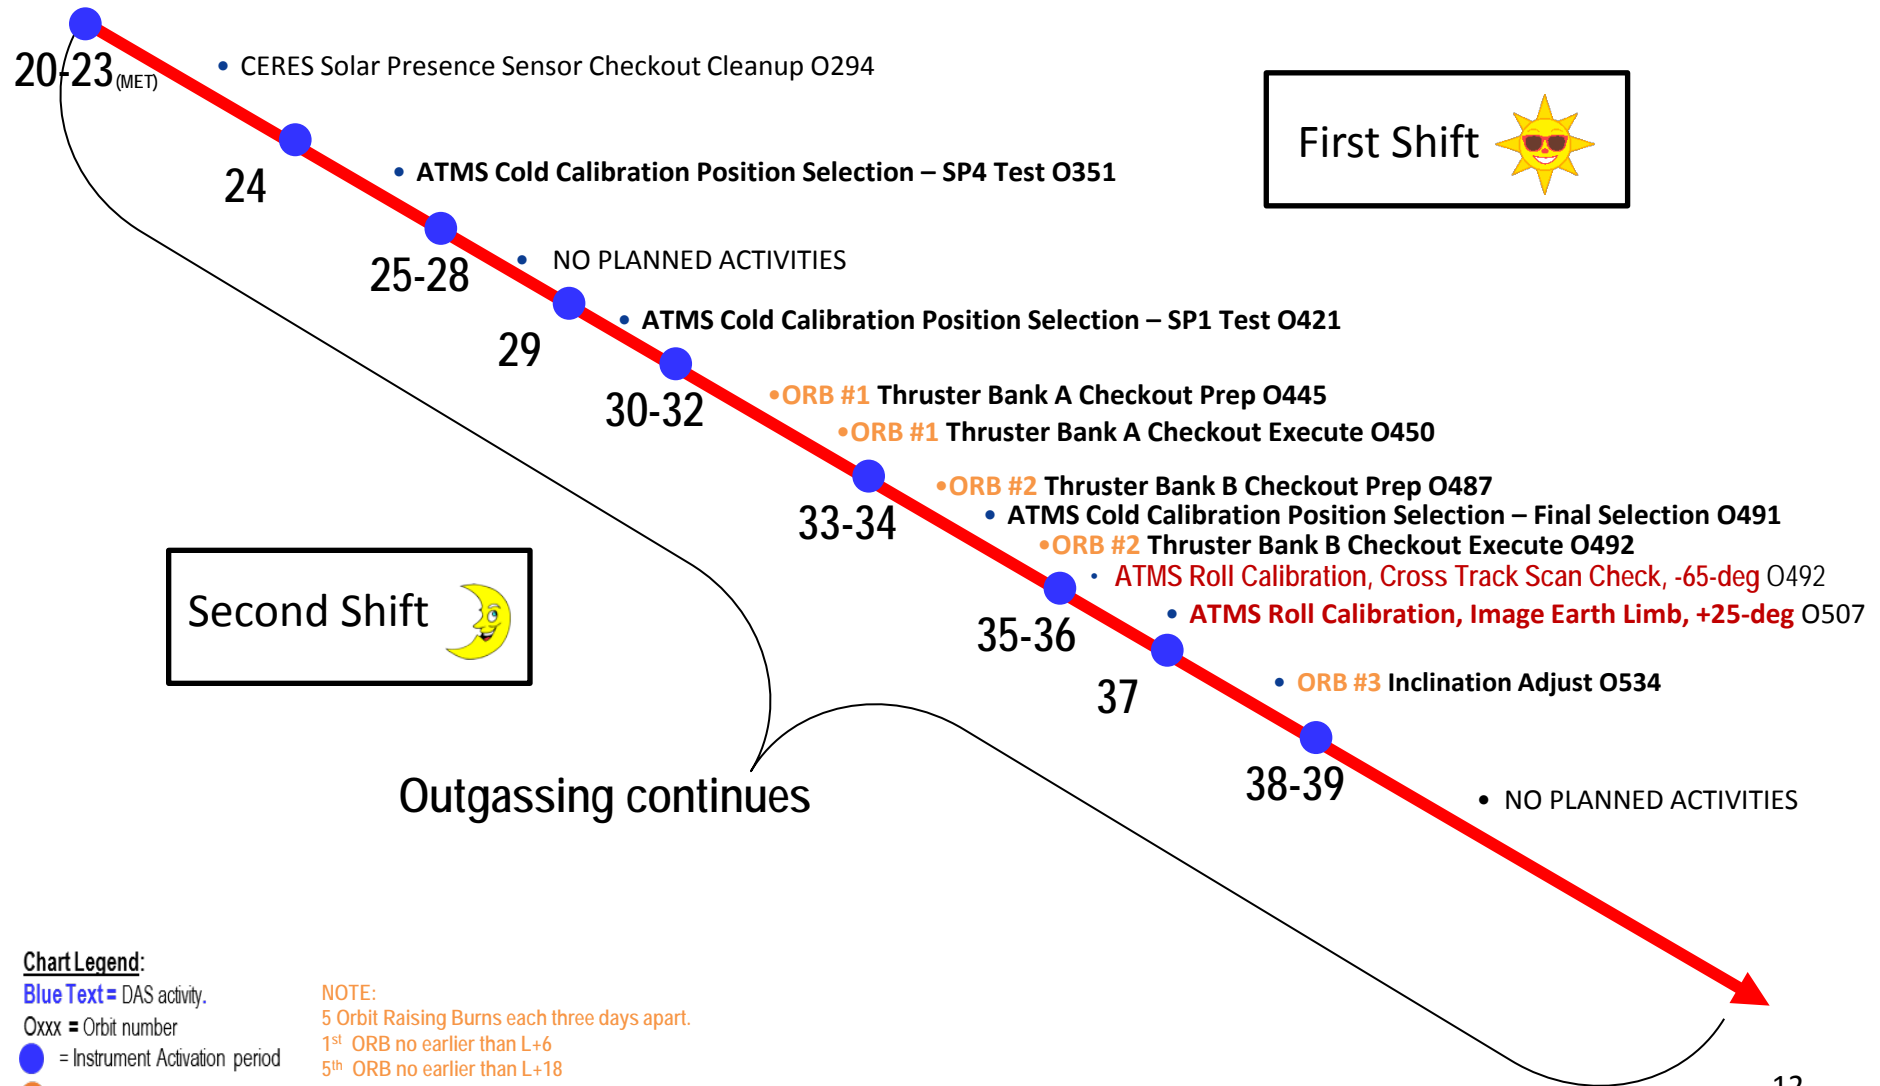 20-23(MET)
• CERES Solar Presence Sensor Checkout Cleanup O294
First Shift
24
• ATMS Cold Calibration Position Selection – SP4 Test O351
25-28
• NO PLANNED ACTIVITIES
29
• ATMS Cold Calibration Position Selection – SP1 Test O421
30-32
•ORB #1 Thruster Bank A Checkout Prep O445
•ORB #1 Thruster Bank A Checkout Execute O450
33-34
•ORB #2 Thruster Bank B Checkout Prep O487
• ATMS Cold Calibration Position Selection – Final Selection O491
•ORB #2 Thruster Bank B Checkout Execute O492
• ATMS Roll Calibration, Cross Track Scan Check, -65-deg O492
Second Shift
35-36
• ATMS Roll Calibration, Image Earth Limb, +25-deg O507
37
• ORB #3 Inclination Adjust O534
38-39
• NO PLANNED ACTIVITIES
Outgassing continues
Chart Legend:
Blue Text = DAS activity.
Oxxx = Orbit number
= Instrument Activation period
NOTE:
5 Orbit Raising Burns each three days apart.
1st ORB no earlier than L+6
5th ORB no earlier than L+18